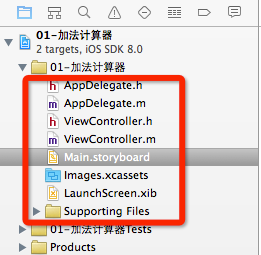 01-加法计算器
2 targets, iOS SDK 8.0
01-加法计算器
AppDelegate.h
AppDelegate.m
ViewController.h
ViewController.m
Main.storyboard
Images.xcassets
LaunchScreen.xib
Supporting Files
01-加法计算器Tests
Products